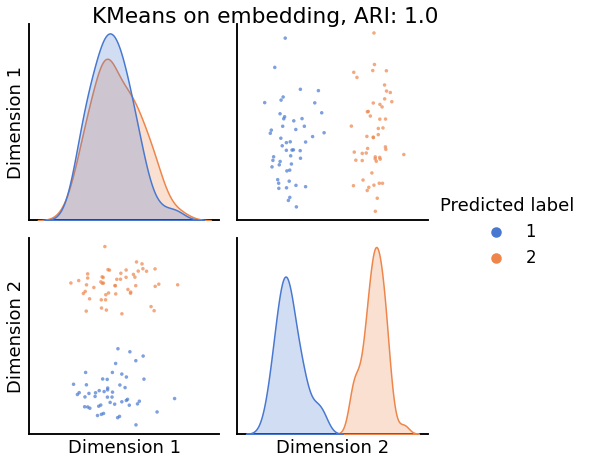 KMeans on embedding, ARI: 1.0
Dimension 1
Predicted label
1
2
Dimension 2
Dimension 1
Dimension 2